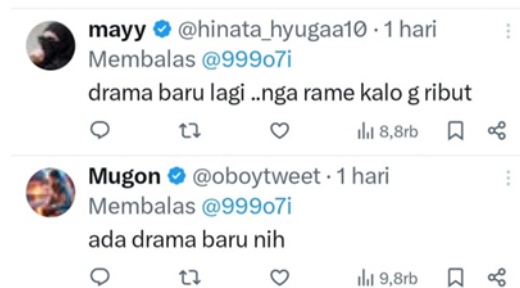 mayy @hinata_hyugaa10 · 1 hari
Membalas @999o7i
drama baru lagi ..nga rame kalo g ribut
8,8rb
Mugon @oboytweet · 1 hari
Membalas @999o7i
ada drama baru nih
9,8rb